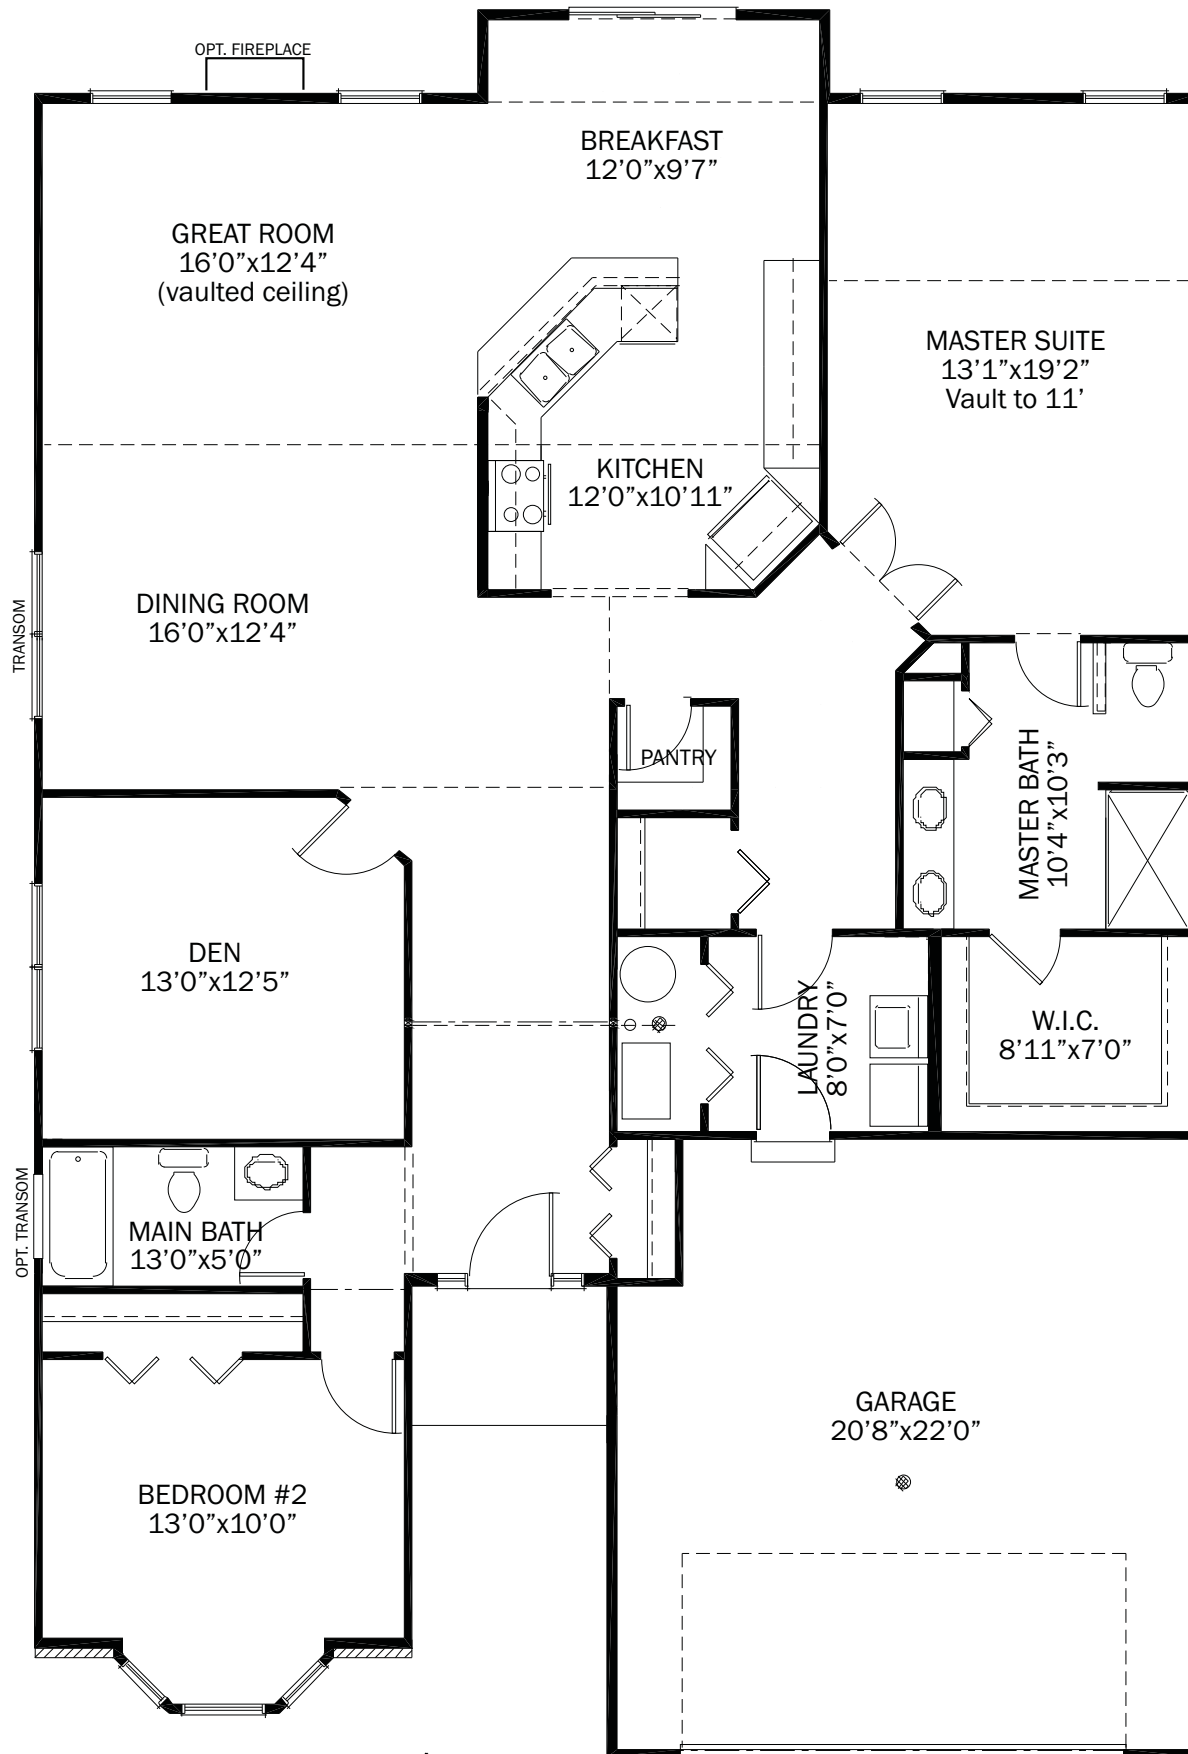 OPT. FIREPLACE
BREAKFAST
12’0”x9’7”
GREAT ROOM
16’0”x12’4”
(vaulted ceiling)
MASTER SUITE
13’1”x19’2”
Vault to 11’
KITCHEN
12’0”x10’11”
DINING ROOM
16’0”x12’4”
TRANSOM
PANTRY
MASTER BATH
10’4”x10’3”
DEN
13’0”x12’5”
LAUNDRY
8’0”x7’0”
W.I.C.
8’11”x7’0”
OPT. TRANSOM
MAIN BATH
13’0”x5’0”
GARAGE
20’8”x22’0”
BEDROOM #2
13’0”x10’0”